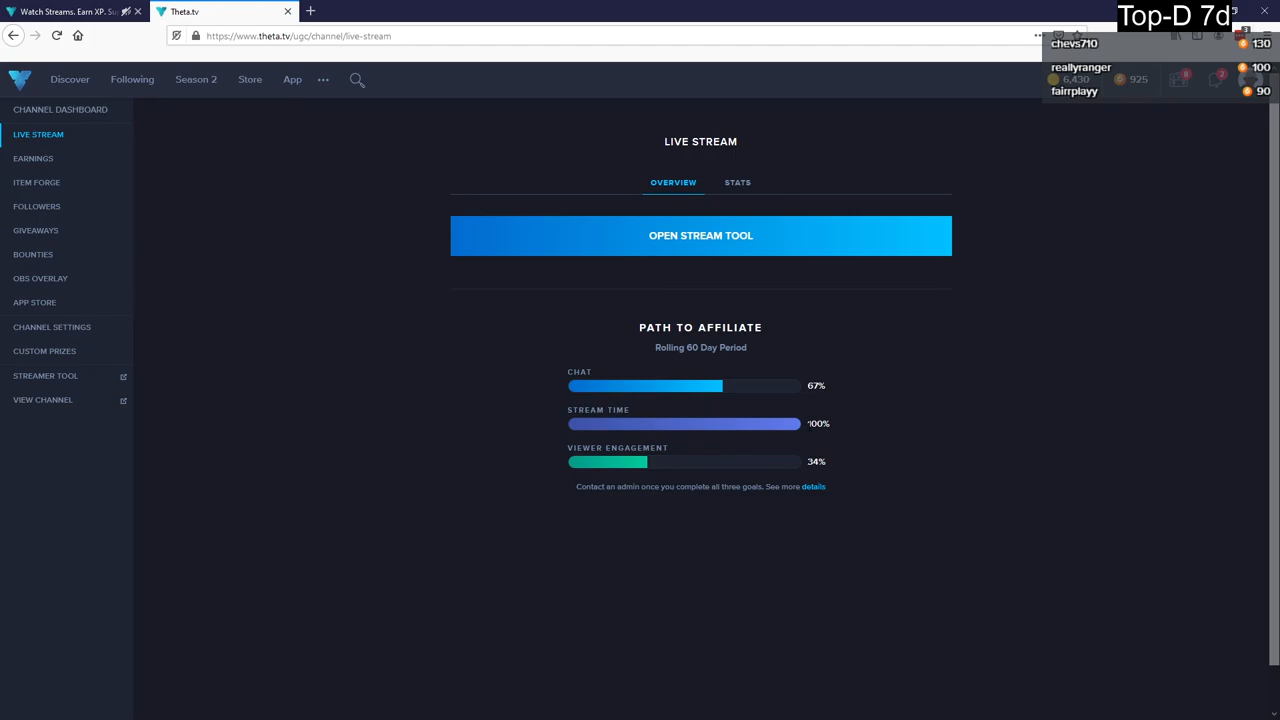 Watch Streams. Earn XP. Su
Theta.tv
Top-D 7d
https://www.theta.tv/ugc/channel/live-stream
chevs710 130
reallyranger 100
fairrplayy 90
Discover Following Season 2 Store App
6,430 925 8 2
CHANNEL DASHBOARD
LIVE STREAM
EARNINGS
ITEM FORGE
FOLLOWERS
GIVEAWAYS
BOUNTIES
OBS OVERLAY
APP STORE
CHANNEL SETTINGS
CUSTOM PRIZES
STREAMER TOOL
VIEW CHANNEL
LIVE STREAM
OVERVIEW STATS
OPEN STREAM TOOL
PATH TO AFFILIATE
Rolling 60 Day Period
CHAT
67%
STREAM TIME
100%
VIEWER ENGAGEMENT
34%
Contact an admin once you complete all three goals. See more details